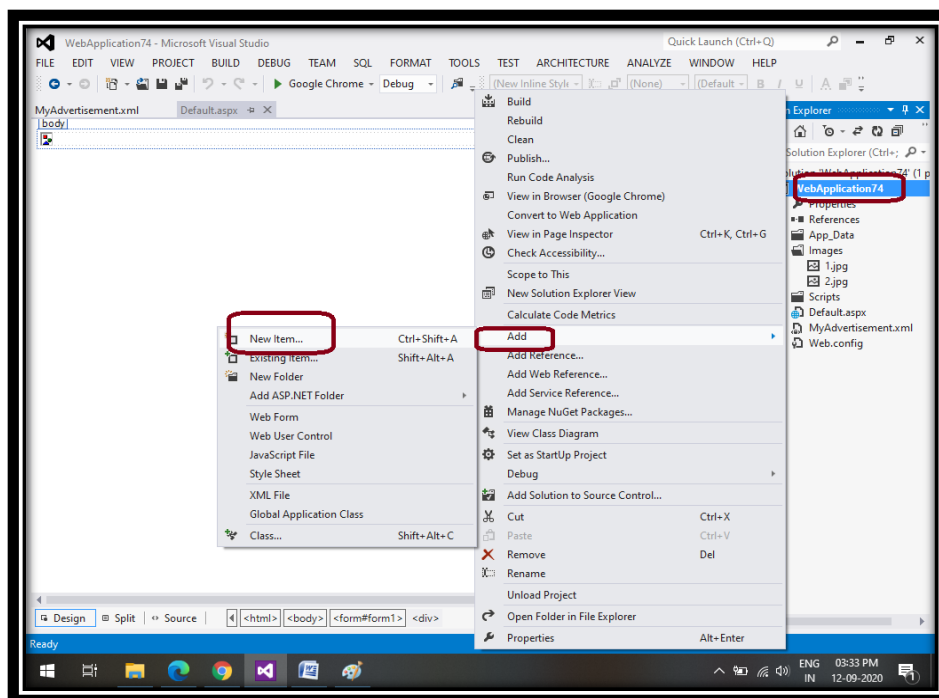 WebApplication74 - Microsoft Visual Studio
Quick Launch (Ctrl+Q)
FILE EDIT VIEW PROJECT BUILD DEBUG TEAM SQL FORMAT TOOLS TEST ARCHITECTURE ANALYZE WINDOW HELP
Google Chrome Debug (New Inline Style (None) (Default B I U A
MyAdvertisement.xml Default.aspx
body
Build
Rebuild
Clean
Publish...
Run Code Analysis
View in Browser (Google Chrome)
Convert to Web Application
View in Page Inspector Ctrl+K, Ctrl+G
Check Accessibility...
Scope to This
New Solution Explorer View
Calculate Code Metrics
Add
Add Reference...
Add Web Reference...
Add Service Reference...
Manage NuGet Packages...
View Class Diagram
Set as StartUp Project
Debug
Add Solution to Source Control...
Cut Ctrl+X
Paste Ctrl+V
Remove Del
Rename
Unload Project
Open Folder in File Explorer
Properties Alt+Enter
New Item... Ctrl+Shift+A
Existing Item... Shift+Alt+A
New Folder
Add ASP.NET Folder
Web Form
Web User Control
JavaScript File
Style Sheet
XML File
Global Application Class
Class... Shift+Alt+C
n Explorer
Solution Explorer (Ctrl+;
lution 'WebApplication74' (1 p
WebApplication74
Properties
References
App_Data
Images
1.jpg
2.jpg
Scripts
Default.aspx
MyAdvertisement.xml
Web.config
Design Split Source <html> <body> <form#form1> <div>
Ready
ENG 03:33 PM
IN 12-09-2020
1